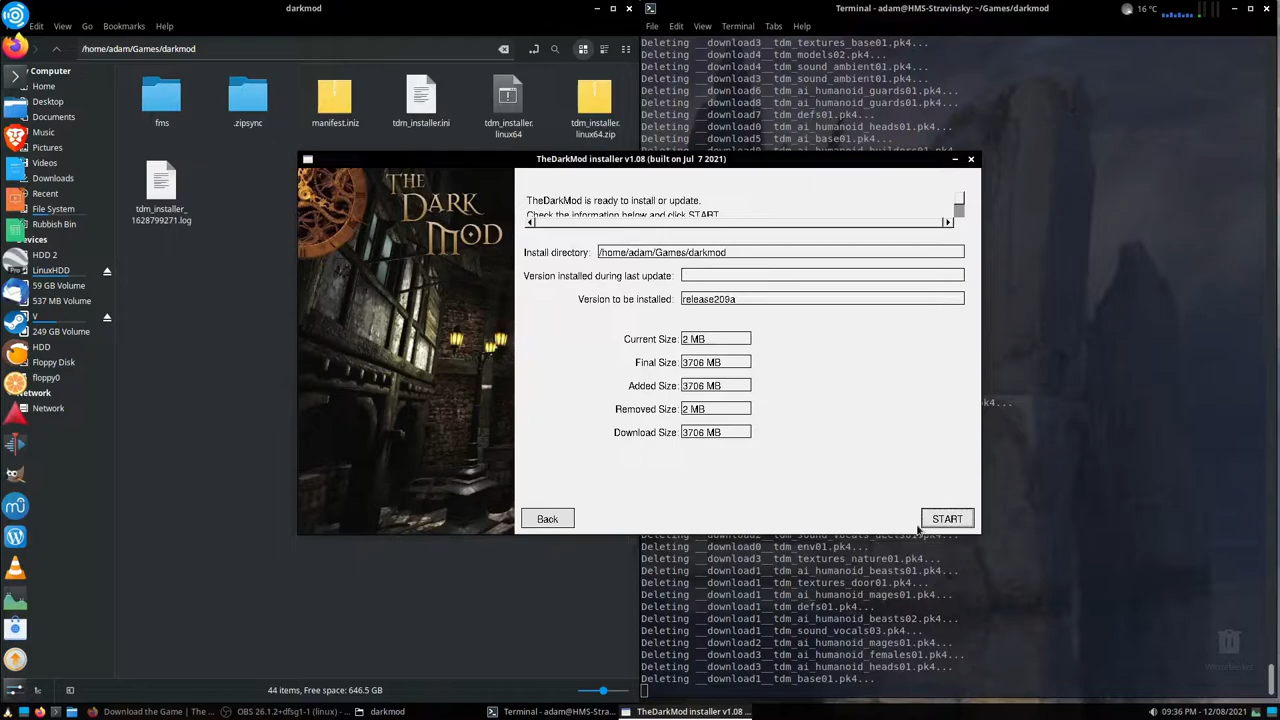 darkmod
Edit View Go Bookmarks Help
/home/adam/Games/darkmod
Computer
Home
Desktop
Documents
Music
Pictures
Videos
Downloads
Recent
File System
Rubbish Bin
Devices
HDD 2
LinuxHDD
59 GB Volume
537 MB Volume
V
249 GB Volume
HDD
Floppy Disk
floppy0
Network
Network
fms
.zipsync
manifest.iniz
tdm_installer.ini
tdm_installer.
linux64
tdm_installer.
linux64.zip
tdm_installer_
1628799271.log
44 items, Free space: 646.5 GB
Terminal - adam@HMS-Stravinsky: ~/Games/darkmod
16 °C
File Edit View Terminal Tabs Help
Deleting __download3__tdm_textures_base01.pk4...
Deleting __download4__tdm_models02.pk4...
Deleting __download4__tdm_sound_ambient01.pk4...
Deleting __download3__tdm_sound_ambient03.pk4...
Deleting __download6__tdm_ai_humanoid_guards01.pk4...
Deleting __download8__tdm_ai_humanoid_guards01.pk4...
Deleting __download7__tdm_defs01.pk4...
Deleting __download0__tdm_ai_humanoid_heads01.pk4...
Deleting __download5__tdm_ai_base01.pk4...
TheDarkMod installer v1.08 (built on Jul 7 2021)
THE
DARK
MOD
TheDarkMod is ready to install or update.
Check the information below and click START
Install directory: /home/adam/Games/darkmod
Version installed during last update:
Version to be installed: release209a
Current Size: 2 MB
Final Size: 3706 MB
Added Size: 3706 MB
Removed Size: 2 MB
Download Size: 3706 MB
Back
START
k4...
Deleting __download0__tdm_env01.pk4...
Deleting __download3__tdm_textures_nature01.pk4...
Deleting __download1__tdm_ai_humanoid_beasts01.pk4...
Deleting __download1__tdm_textures_door01.pk4...
Deleting __download1__tdm_ai_humanoid_mages01.pk4...
Deleting __download1__tdm_defs01.pk4...
Deleting __download1__tdm_ai_humanoid_beasts02.pk4...
Deleting __download1__tdm_sound_vocals03.pk4...
Deleting __download2__tdm_ai_humanoid_mages01.pk4...
Deleting __download3__tdm_ai_humanoid_females01.pk4...
Deleting __download3__tdm_ai_humanoid_heads01.pk4...
Deleting __download1__tdm_base01.pk4...
Download the Game | The ...
OBS 26.1.2+dfsg1-1 (linux) - ...
darkmod
Terminal - adam@HMS-Stra...
TheDarkMod installer v1.08 ...
09:36 PM
12/08/2021